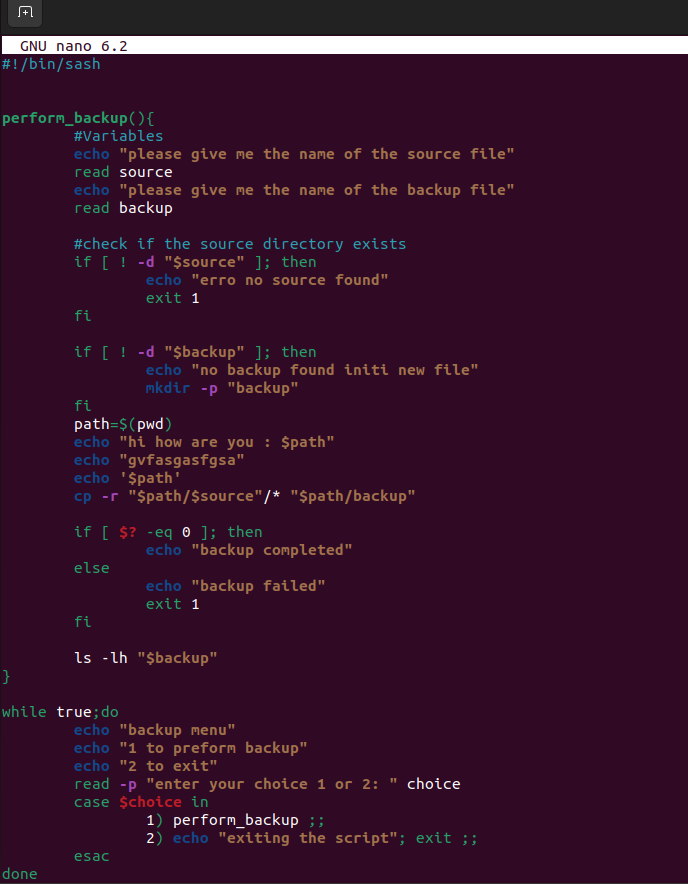 GNU nano 6.2
#!/bin/sash
perform_backup(){
#Variables
echo "please give me the name of the source file"
read source
echo "please give me the name of the backup file"
read backup
#check if the source directory exists
if [ ! -d "$source" ]; then
echo "erro no source found"
exit 1
fi
if [ ! -d "$backup" ]; then
echo "no backup found initi new file"
mkdir -p "backup"
fi
path=$(pwd)
echo "hi how are you : $path"
echo "gvfasgasfgsa"
echo '$path'
cp -r "$path/$source"/* "$path/backup"
if [ $? -eq 0 ]; then
echo "backup completed"
else
echo "backup failed"
exit 1
fi
ls -lh "$backup"
}
while true;do
echo "backup menu"
echo "1 to preform backup"
echo "2 to exit"
read -p "enter your choice 1 or 2: " choice
case $choice in
1) perform_backup ;;
2) echo "exiting the script"; exit ;;
esac
done